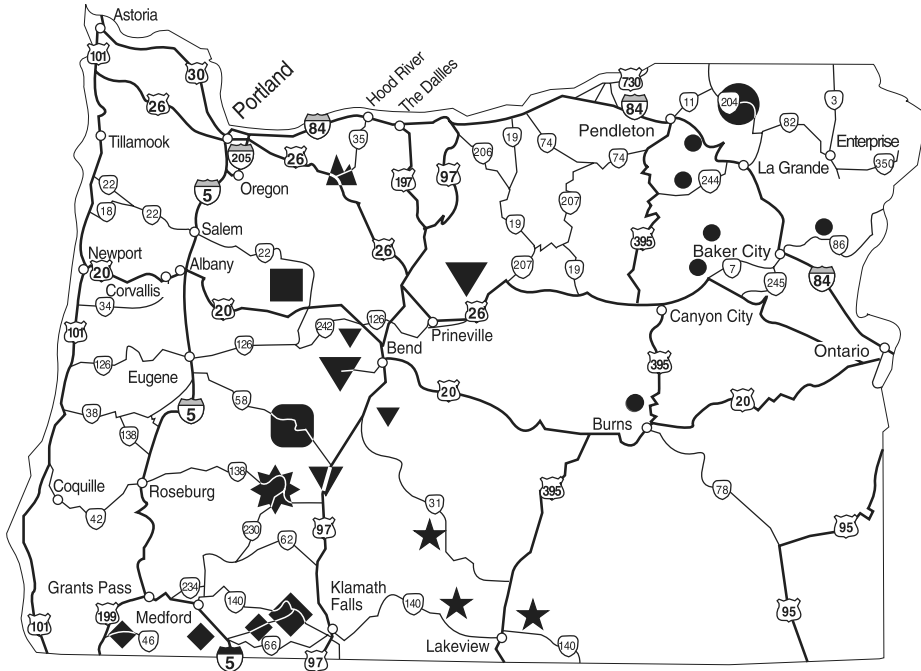 Astoria
101
30
730
Portland
Hood River
The Dallles
84
11
204
3
26
84
35
19
82
Pendleton
Enterprise
Tillamook
205
26
206
74
74
350
La Grande
Oregon
197
97
244
22
5
207
18
22
Salem
19
395
22
26
Baker City
86
Newport
20
Albany
207
19
7
84
Corvallis
245
34
20
26
Canyon City
242
126
Prineville
101
126
Bend
Ontario
126
Eugene
395
58
20
20
38
5
138
Burns
138
Coquille
Roseburg
78
395
42
31
230
97
95
62
Grants Pass
234
Klamath
Falls
140
140
199
Medford
95
101
46
66
Lakeview
140
5
97